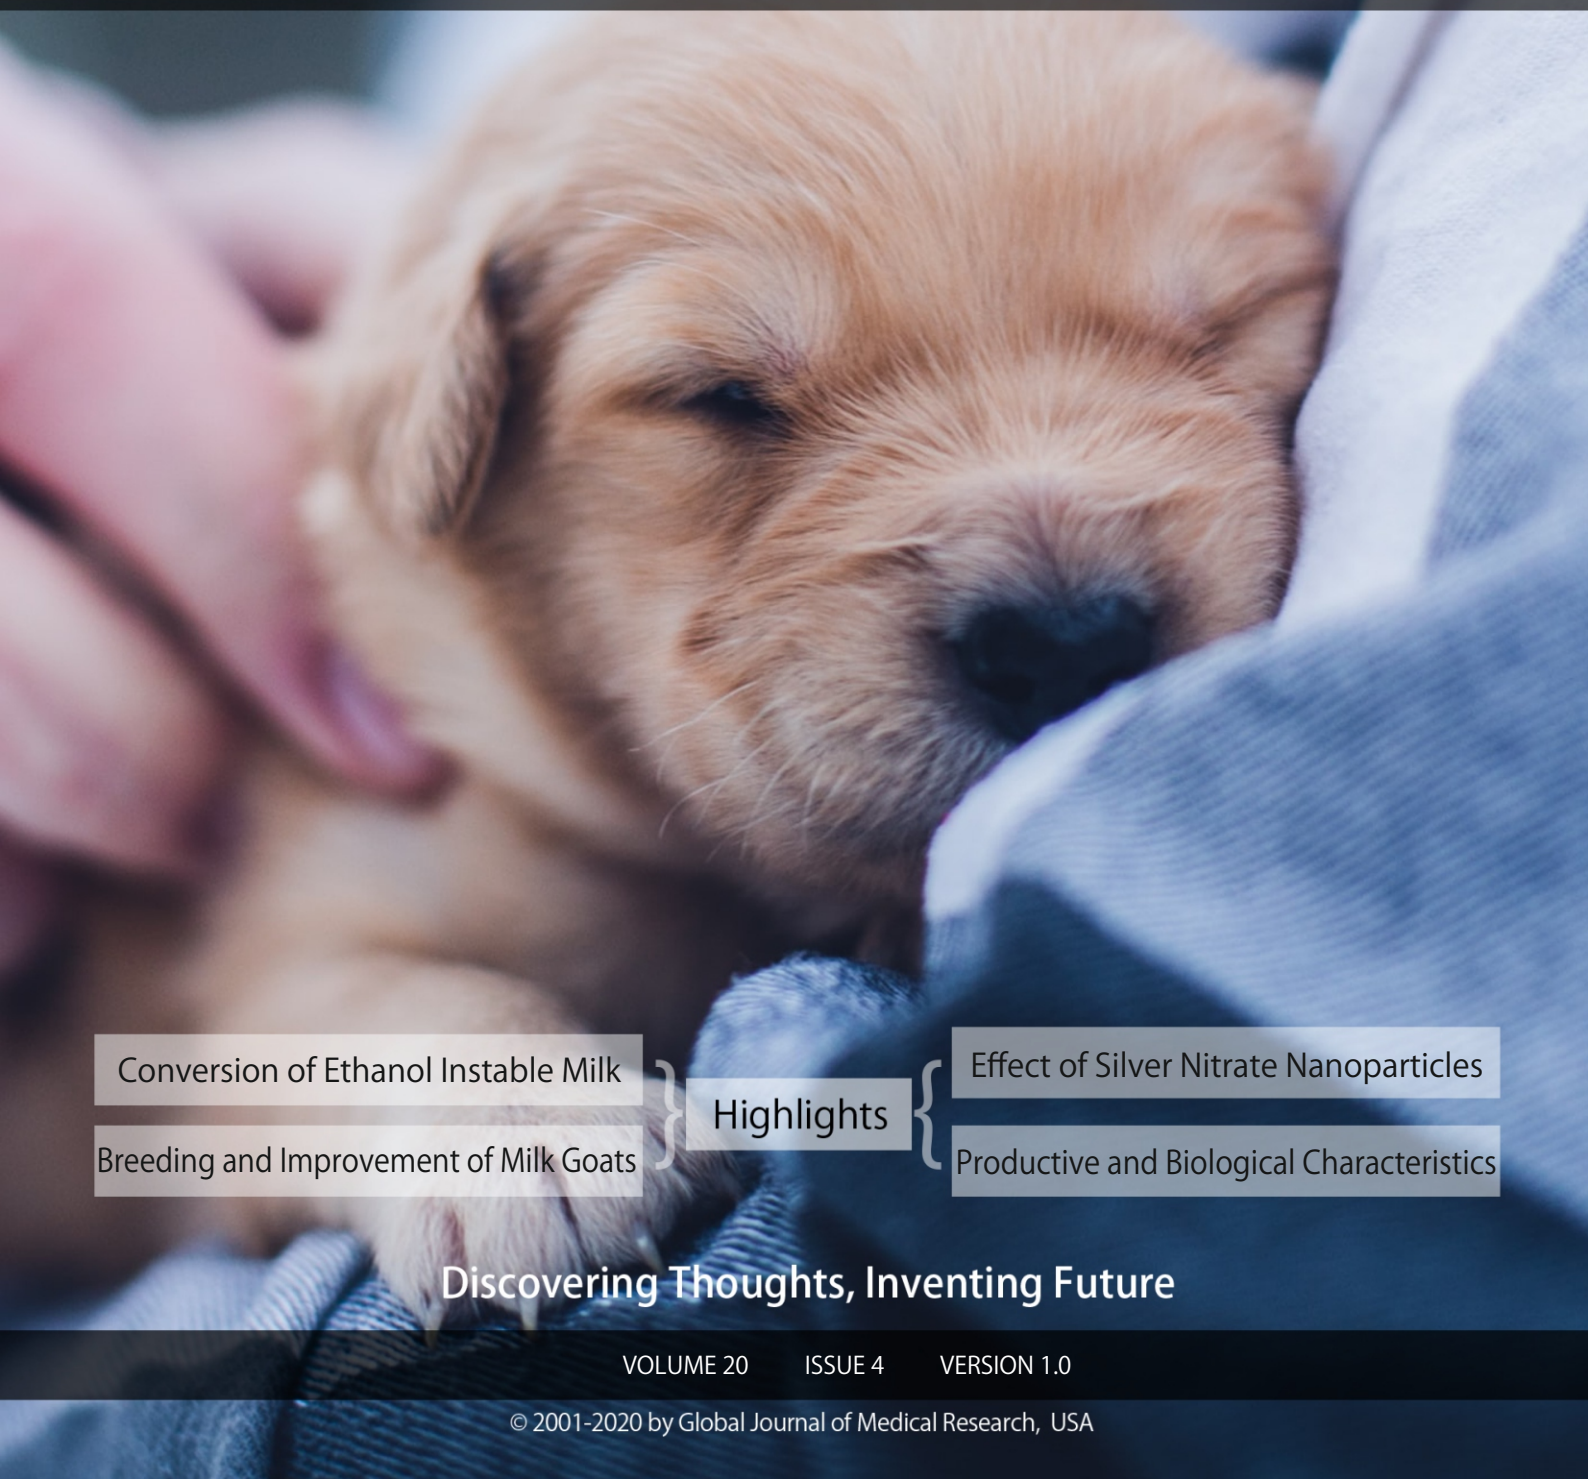 Conversion of Ethanol Instable Milk
Breeding and Improvement of Milk Goats
Highlights
Effect of Silver Nitrate Nanoparticles
Productive and Biological Characteristics
Discovering Thoughts, Inventing Future
VOLUME 20 ISSUE 4 VERSION 1.0
© 2001-2020 by Global Journal of Medical Research, USA